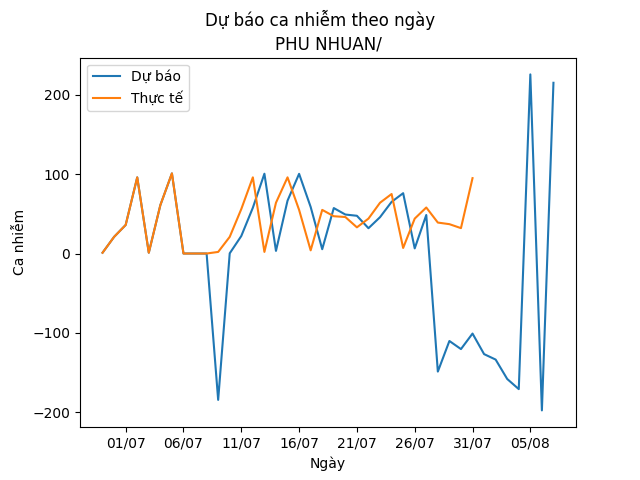 Dự báo ca nhiễm theo ngày
PHU NHUAN/
Dự báo
Thực tế
Ca nhiễm
200
100
0
−100
−200
01/07 06/07 11/07 16/07 21/07 26/07 31/07 05/08
Ngày